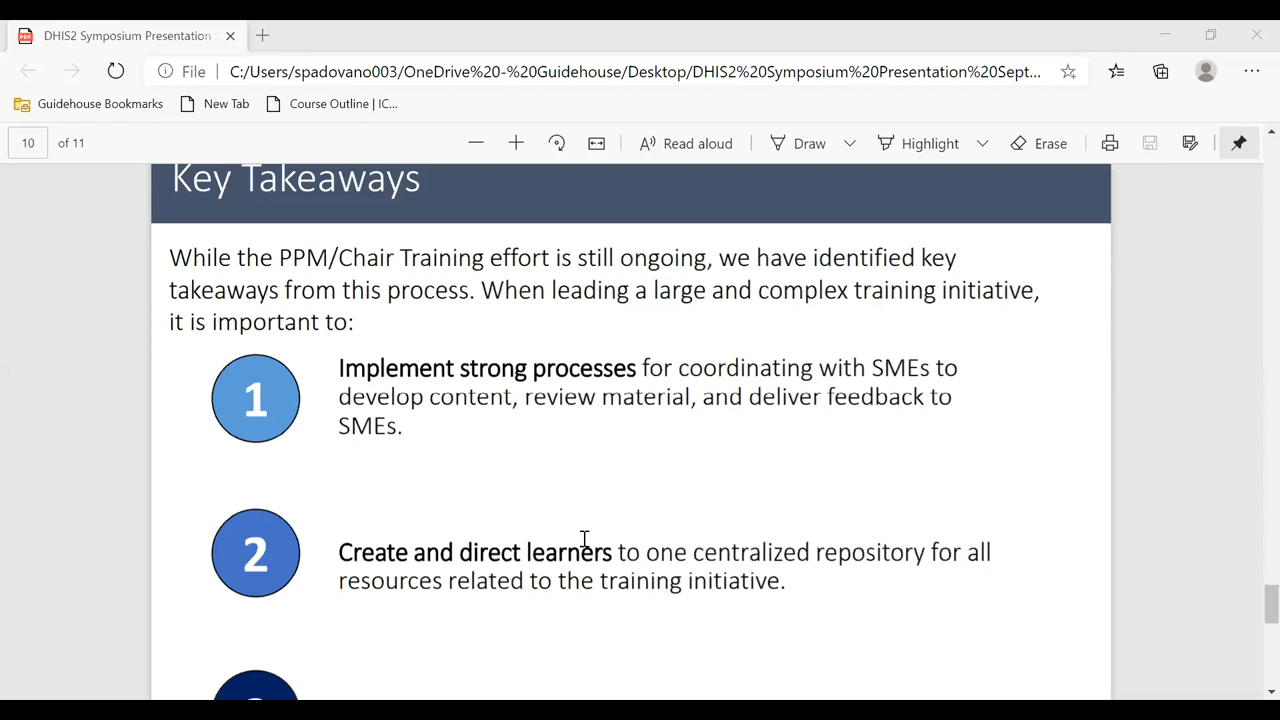 DHIS2 Symposium Presentation
File
C:/Users/spadovano003/OneDrive%20-%20Guidehouse/Desktop/DHIS2%20Symposium%20Presentation%20Sept...
Guidehouse Bookmarks
New Tab
Course Outline | IC...
10 of 11
Read aloud
Draw
Highlight
Erase
Key Takeaways
While the PPM/Chair Training effort is still ongoing, we have identified key
takeaways from this process. When leading a large and complex training initiative,
it is important to:
1
Implement strong processes for coordinating with SMEs to
develop content, review material, and deliver feedback to
SMEs.
2
Create and direct learners to one centralized repository for all
resources related to the training initiative.